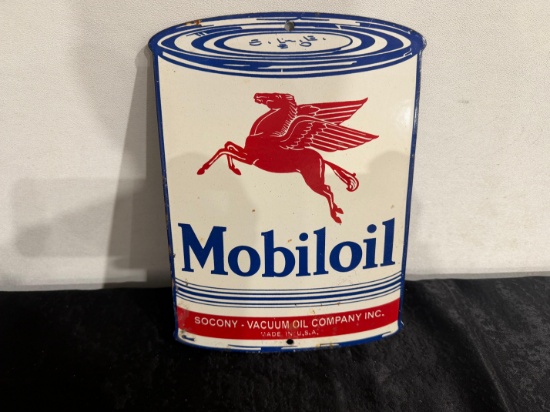 Mobiloil
SOCONY - VACUUM OIL COMPANY INC.
MADE IN U.S.A.